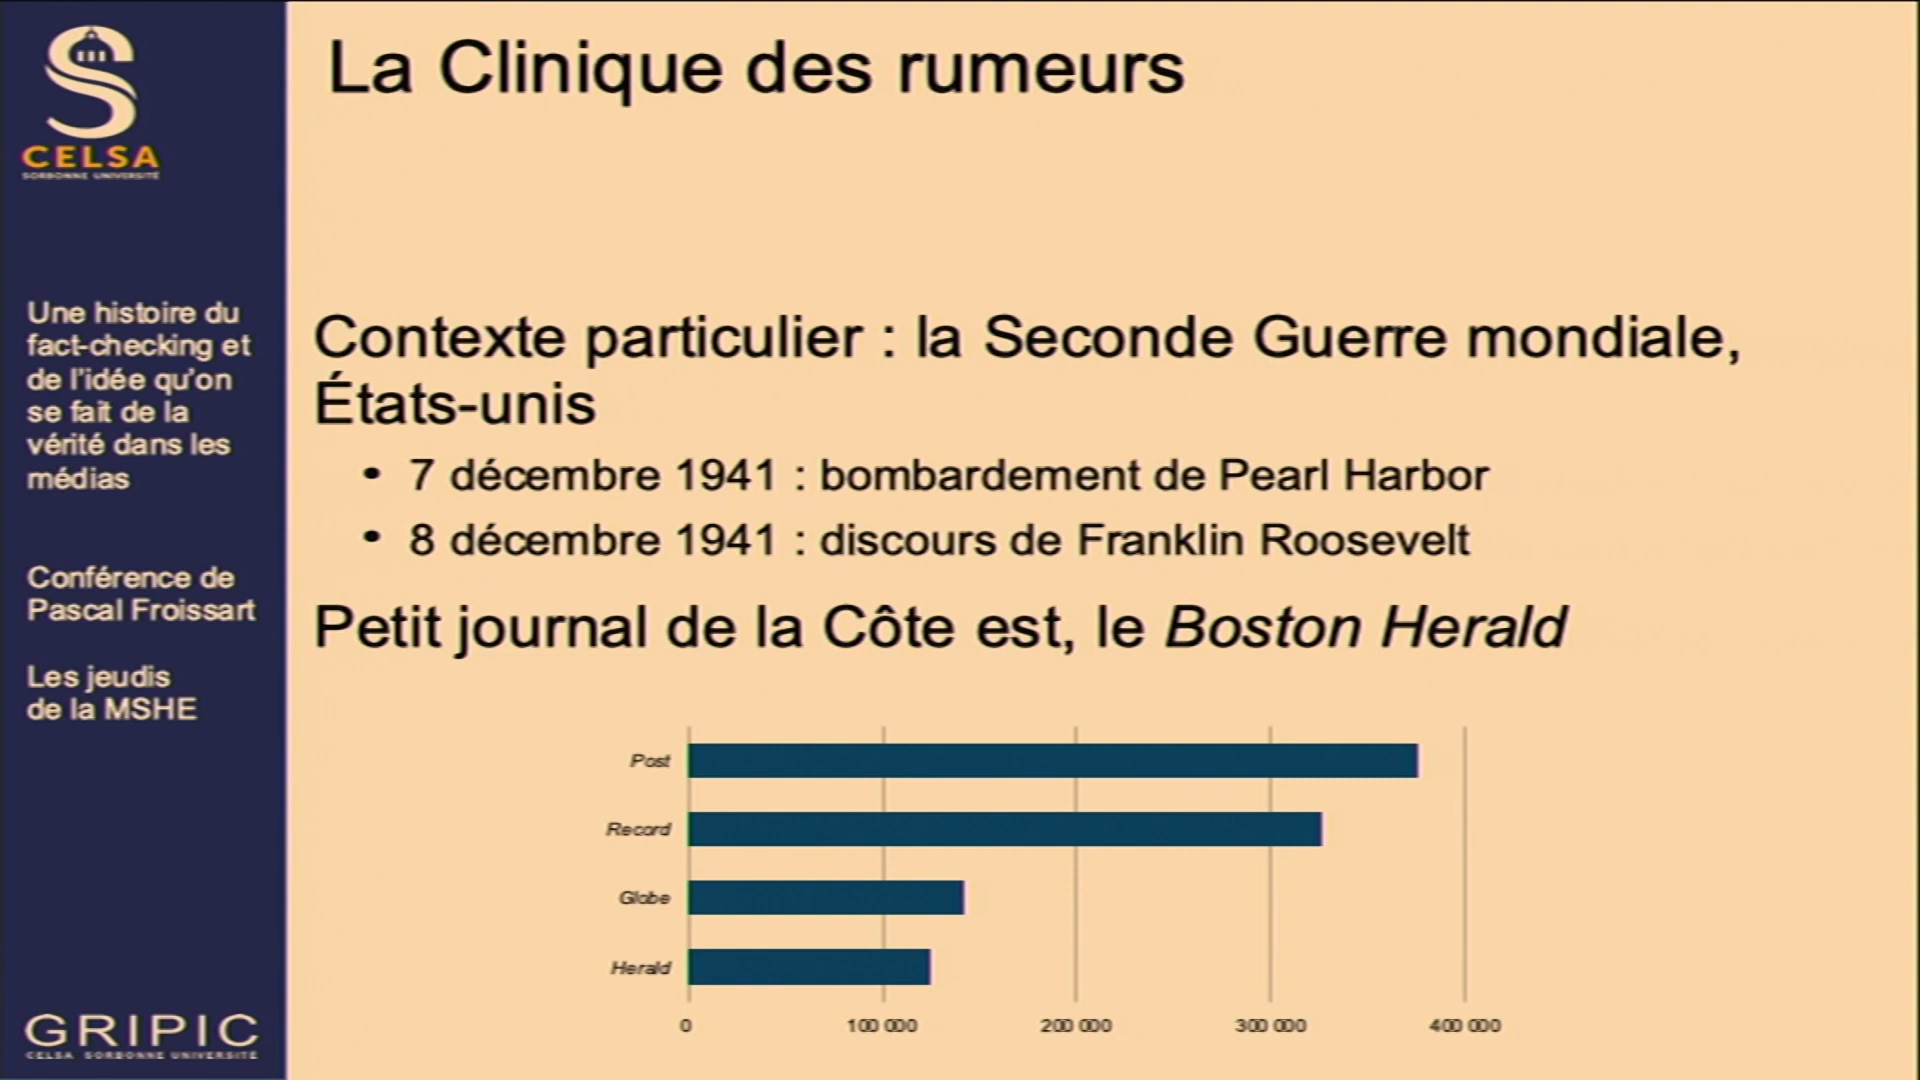 CELSA
SORBONNE UNIVERSITÉ
Une histoire du
fact-checking et
de l'idée qu'on
se fait de la
vérité dans les
médias
Conférence de
Pascal Froissart
Les jeudis
de la MSHE
GRIPIC
CELSA SORBONNE UNIVERSITÉ
La Clinique des rumeurs
Contexte particulier : la Seconde Guerre mondiale,
États-unis
• 7 décembre 1941 : bombardement de Pearl Harbor
• 8 décembre 1941 : discours de Franklin Roosevelt
Petit journal de la Côte est, le Boston Herald
Post
Record
Globe
Herald
0 100 000 200 000 300 000 400 000